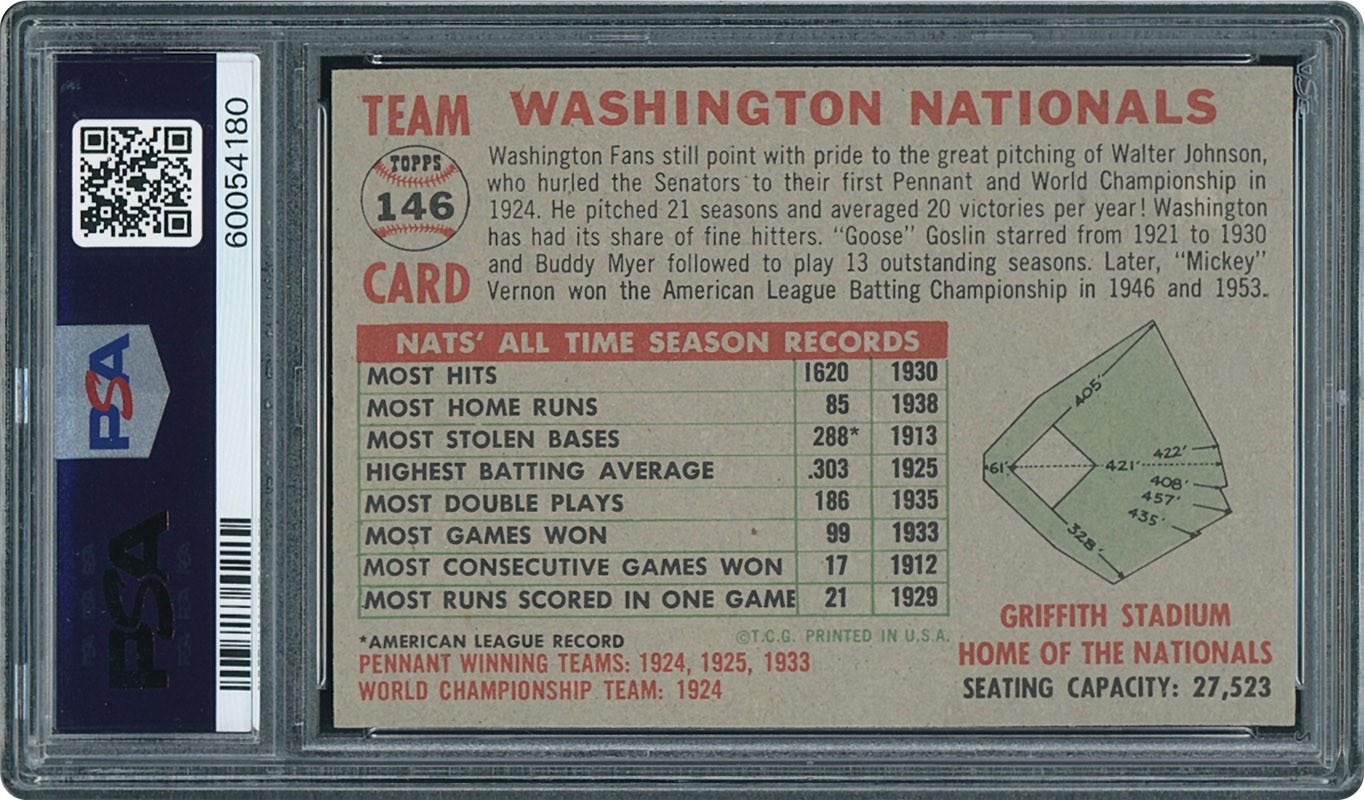 60054180
PSA
PSA
TEAM
TOPPS
146
CARD
WASHINGTON NATIONALS
Washington Fans still point with pride to the great pitching of Walter Johnson,
who hurled the Senators to their first Pennant and World Championship in
1924. He pitched 21 seasons and averaged 20 victories per year! Washington
has had its share of fine hitters. "Goose" Goslin starred from 1921 to 1930
and Buddy Myer followed to play 13 outstanding seasons. Later, "Mickey"
Vernon won the American League Batting Championship in 1946 and 1953.
NATS' ALL TIME SEASON RECORDS
MOST HITS 1620 1930
MOST HOME RUNS 85 1938
MOST STOLEN BASES 288* 1913
HIGHEST BATTING AVERAGE .303 1925
MOST DOUBLE PLAYS 186 1935
MOST GAMES WON 99 1933
MOST CONSECUTIVE GAMES WON 17 1912
MOST RUNS SCORED IN ONE GAME 21 1929
*AMERICAN LEAGUE RECORD
©T.C.G. PRINTED IN U.S.A.
PENNANT WINNING TEAMS: 1924, 1925, 1933
WORLD CHAMPIONSHIP TEAM: 1924
405'
422'
61'
421'
408'
457'
435'
328'
GRIFFITH STADIUM
HOME OF THE NATIONALS
SEATING CAPACITY: 27,523
PSA